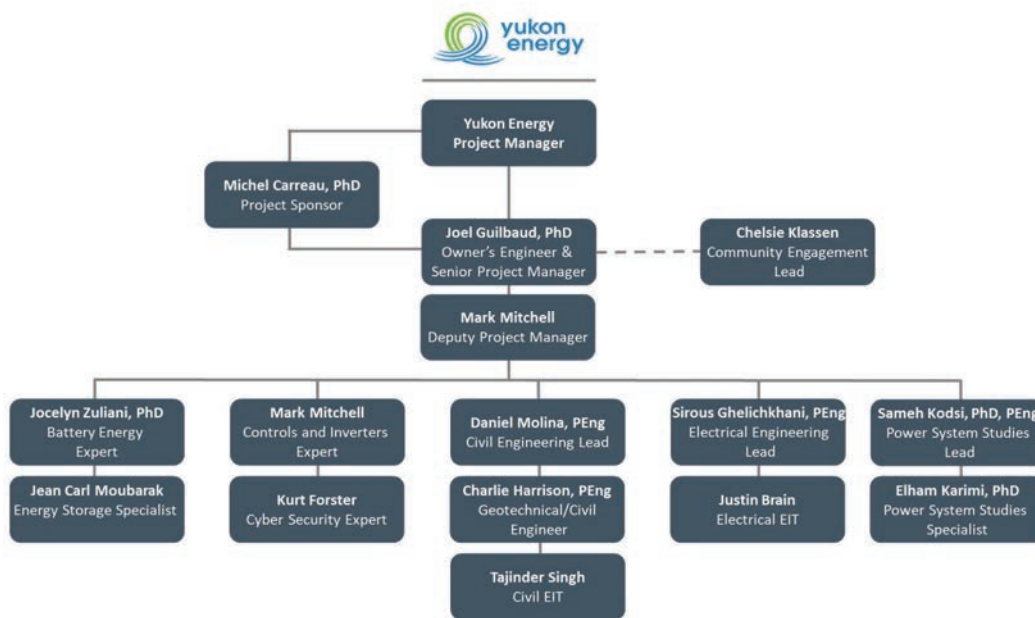 yukon
energy
Yukon Energy
Project Manager
Michel Carreau, PhD
Project Sponsor
Joel Guilbaud, PhD
Owner's Engineer &
Senior Project Manager
Chelsie Klassen
Community Engagement
Lead
Mark Mitchell
Deputy Project Manager
Jocelyn Zuliani, PhD
Battery Energy
Expert
Mark Mitchell
Controls and Inverters
Expert
Daniel Molina, PEng
Civil Engineering Lead
Sirous Ghelichkhani, PEng
Electrical Engineering
Lead
Sameh Kodsi, PhD, PEng
Power System Studies
Lead
Jean Carl Moubarak
Energy Storage Specialist
Kurt Forster
Cyber Security Expert
Charlie Harrison, PEng
Geotechnical/Civil
Engineer
Justin Brain
Electrical EIT
Elham Karimi, PhD
Power System Studies
Specialist
Tajinder Singh
Civil EIT